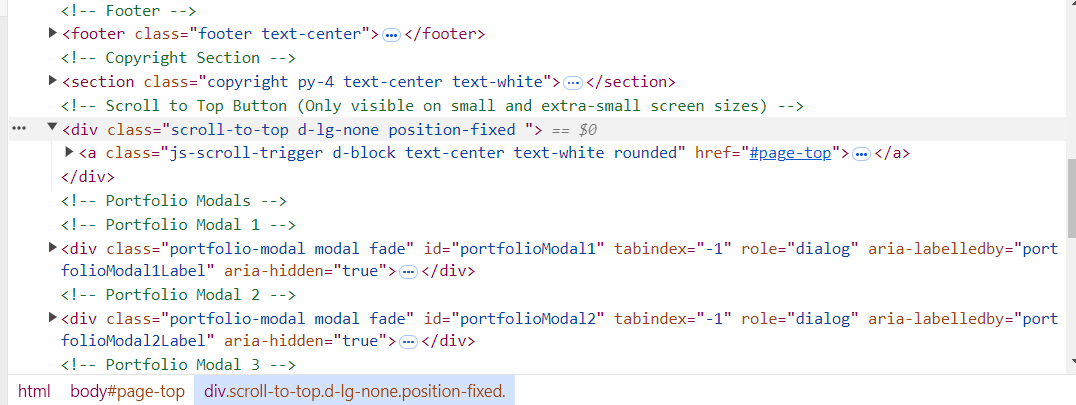 <!-- Footer -->
<footer class="footer text-center">…</footer>
<!-- Copyright Section -->
<section class="copyright py-4 text-center text-white">…</section>
<!-- Scroll to Top Button (Only visible on small and extra-small screen sizes) -->
<div class="scroll-to-top d-lg-none position-fixed "> == $0
<a class="js-scroll-trigger d-block text-center text-white rounded" href="#page-top">…</a>
</div>
<!-- Portfolio Modals -->
<!-- Portfolio Modal 1 -->
<div class="portfolio-modal modal fade" id="portfolioModal1" tabindex="-1" role="dialog" aria-labelledby="port
folioModal1Label" aria-hidden="true">…</div>
<!-- Portfolio Modal 2 -->
<div class="portfolio-modal modal fade" id="portfolioModal2" tabindex="-1" role="dialog" aria-labelledby="port
folioModal2Label" aria-hidden="true">…</div>
<!-- Portfolio Modal 3 -->
html body#page-top div.scroll-to-top.d-lg-none.position-fixed.